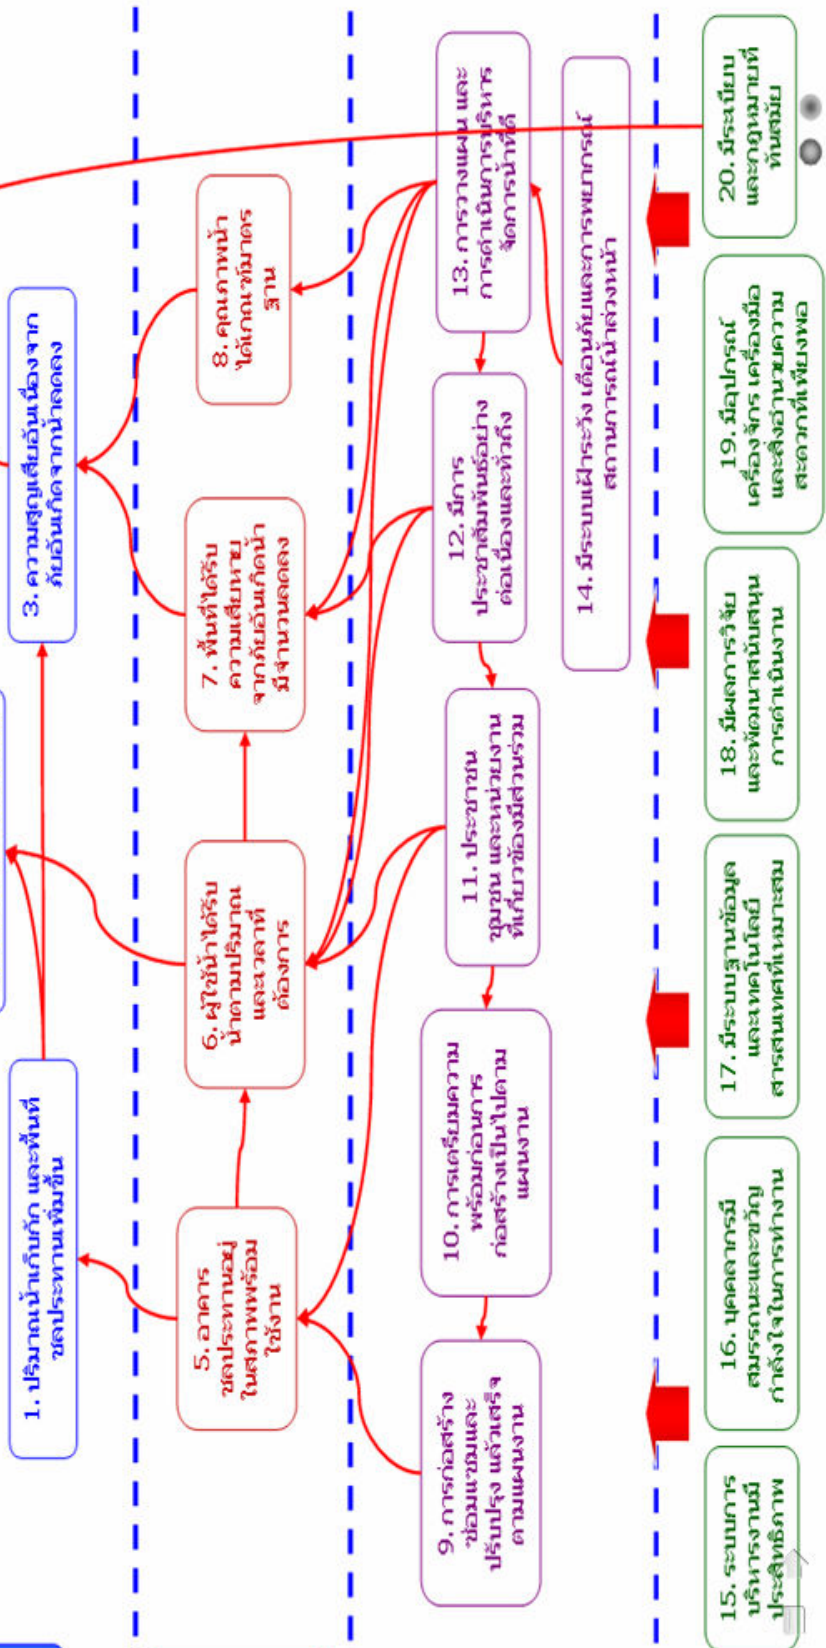 1. ปริมาณน้ำเก็บกัก และพื้นที่
ชลประทานเพิ่มขึ้น
3. ความสูญเสียอันเนื่องจาก
ภัยอันเกิดจากน้ำลดลง
5. อาคาร
ชลประทานอยู่
ในสภาพพร้อม
ใช้งาน
6. ผู้ใช้น้ำได้รับ
น้ำตามปริมาณ
และเวลาที่
ต้องการ
7. พื้นที่ได้รับ
ความเสียหาย
จากภัยอันเกิดน้ำ
มีจำนวนลดลง
8. คุณภาพน้ำ
ได้เกณฑ์มาตร
ฐาน
9. การก่อสร้าง
ซ่อมแซมและ
ปรับปรุง แล้วเสร็จ
ตามแผนงาน
10. การเตรียมความ
พร้อมก่อนการ
ก่อสร้างเป็นไปตาม
แผนงาน
11. ประชาชน
ชุมชน และหน่วยงาน
ที่เกี่ยวข้องมีส่วนร่วม
12. มีการ
ประชาสัมพันธ์อย่าง
ต่อเนื่องและทั่วถึง
13. การวางแผน และ
การดำเนินการบริหาร
จัดการน้ำที่ดี
14. มีระบบเฝ้าระวัง เตือนภัยและการพยากรณ์
สถานการณ์น้ำล่วงหน้า
15. ระบบการ
บริหารงานมี
ประสิทธิภาพ
16. บุคคลากรมี
สมรรถนะและขวัญ
กำลังใจในการทำงาน
17. มีระบบฐานข้อมูล
และเทคโนโลยี
สารสนเทศที่เหมาะสม
18. มีผลการวิจัย
และพัฒนาสนับสนุน
การดำเนินงาน
19. มีอุปกรณ์
เครื่องจักร เครื่องมือ
และสิ่งอำนวยความ
สะดวกที่เพียงพอ
20. มีระเบียบ
และกฎหมายที่
ทันสมัย